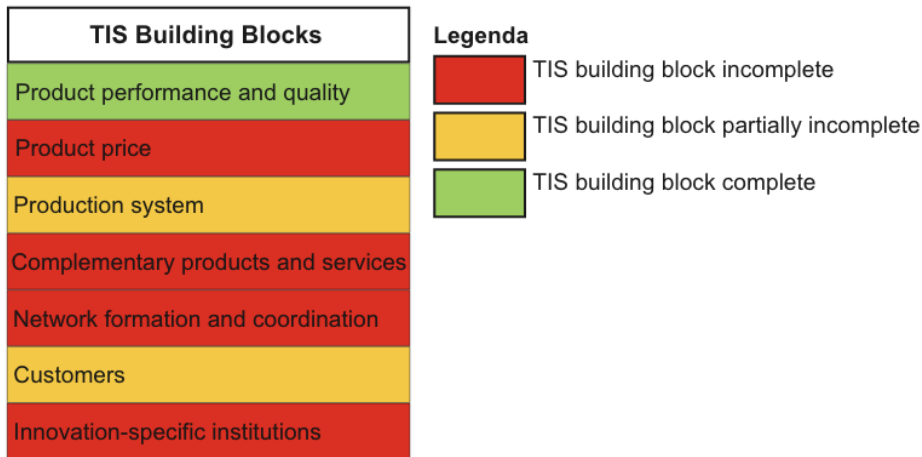 TIS Building Blocks
Product performance and quality
Product price
Production system
Complementary products and services
Network formation and coordination
Customers
Innovation-specific institutions
Legenda
TIS building block incomplete
TIS building block partially incomplete
TIS building block complete